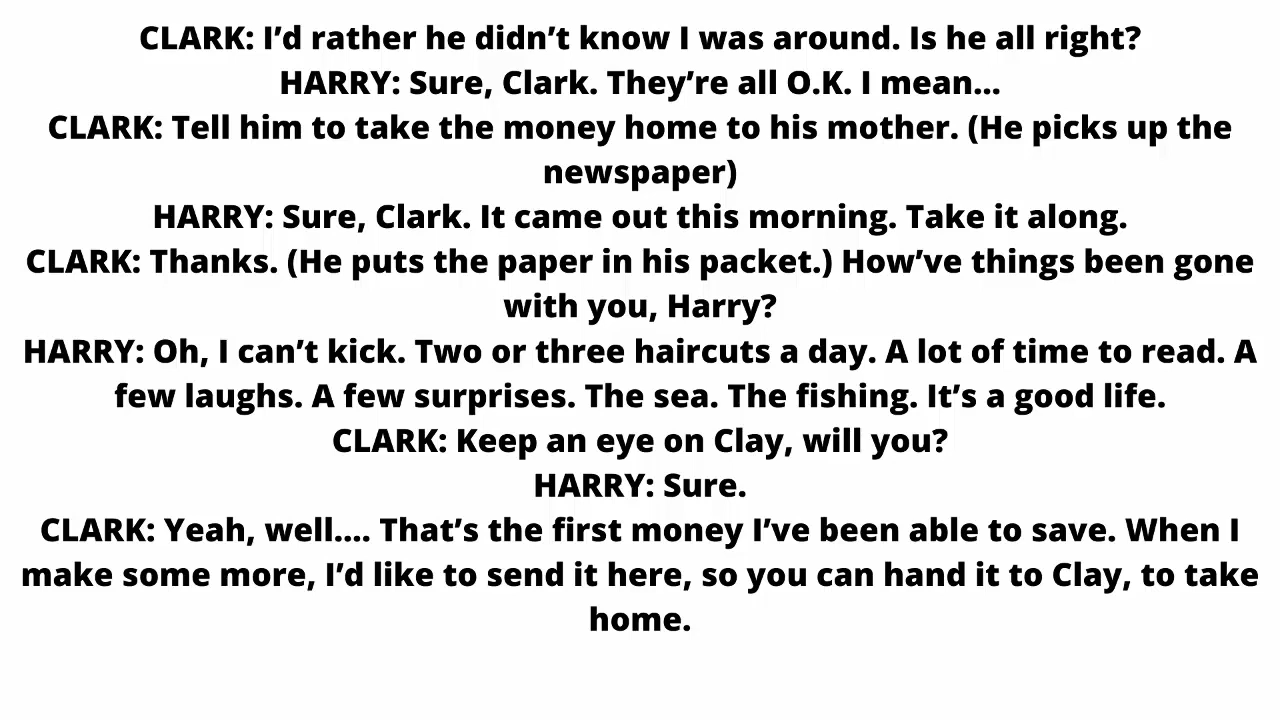 CLARK: I’d rather he didn’t know I was around. Is he all right?
HARRY: Sure, Clark. They’re all O.K. I mean...
CLARK: Tell him to take the money home to his mother. (He picks up the
newspaper)
HARRY: Sure, Clark. It came out this morning. Take it along.
CLARK: Thanks. (He puts the paper in his packet.) How’ve things been gone
with you, Harry?
HARRY: Oh, I can’t kick. Two or three haircuts a day. A lot of time to read. A
few laughs. A few surprises. The sea. The fishing. It’s a good life.
CLARK: Keep an eye on Clay, will you?
HARRY: Sure.
CLARK: Yeah, well.... That’s the first money I’ve been able to save. When I
make some more, I’d like to send it here, so you can hand it to Clay, to take
home.